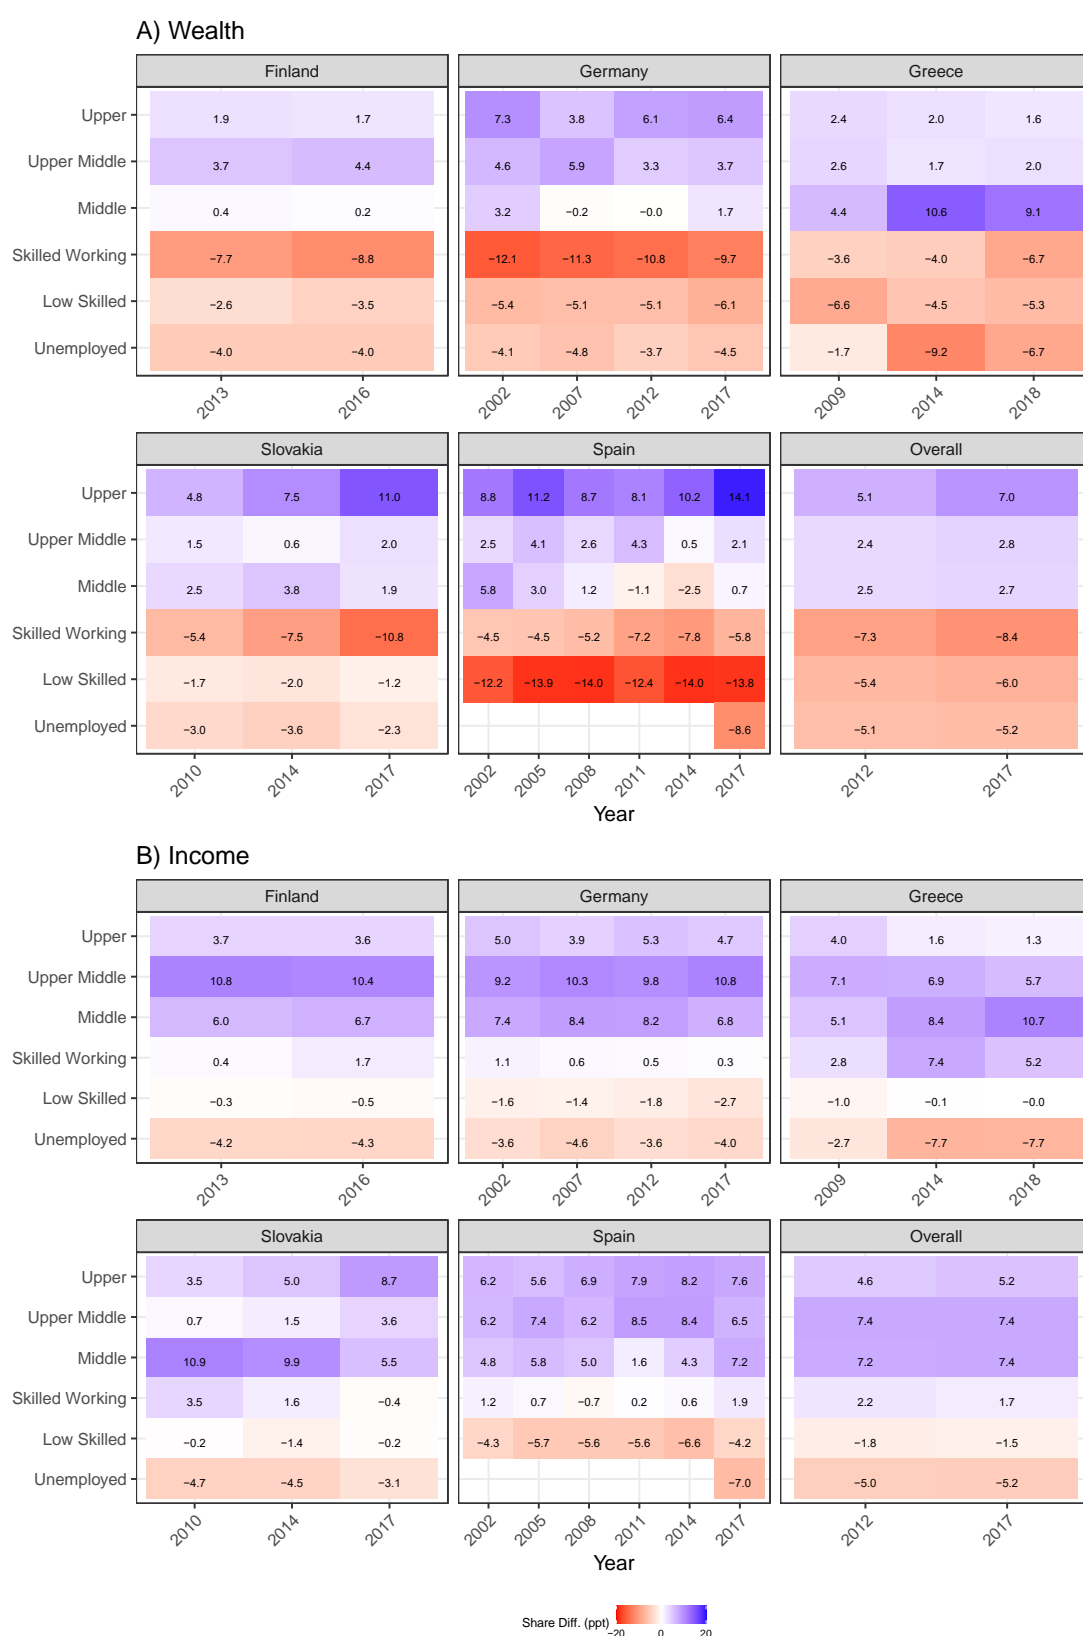 A) Wealth
Finland Germany Greece
Upper 1.9 1.7 7.3 3.8 6.1 6.4 2.4 2.0 1.6
Upper Middle 3.7 4.4 4.6 5.9 3.3 3.7 2.6 1.7 2.0
Middle 0.4 0.2 3.2 −0.2 −0.0 1.7 4.4 10.6 9.1
Skilled Working −7.7 −8.8 −12.1 −11.3 −10.8 −9.7 −3.6 −4.0 −6.7
Low Skilled −2.6 −3.5 −5.4 −5.1 −5.1 −6.1 −6.6 −4.5 −5.3
Unemployed −4.0 −4.0 −4.1 −4.8 −3.7 −4.5 −1.7 −9.2 −6.7
2013 2016 2002 2007 2012 2017 2009 2014 2018
Slovakia Spain Overall
Upper 4.8 7.5 11.0 8.8 11.2 8.7 8.1 10.2 14.1 5.1 7.0
Upper Middle 1.5 0.6 2.0 2.5 4.1 2.6 4.3 0.5 2.1 2.4 2.8
Middle 2.5 3.8 1.9 5.8 3.0 1.2 −1.1 −2.5 0.7 2.5 2.7
Skilled Working −5.4 −7.5 −10.8 −4.5 −4.5 −5.2 −7.2 −7.8 −5.8 −7.3 −8.4
Low Skilled −1.7 −2.0 −1.2 −12.2 −13.9 −14.0 −12.4 −14.0 −13.8 −5.4 −6.0
Unemployed −3.0 −3.6 −2.3 −8.6 −5.1 −5.2
2010 2014 2017 2002 2005 2008 2011 2014 2017 2012 2017
Year
B) Income
Finland Germany Greece
Upper 3.7 3.6 5.0 3.9 5.3 4.7 4.0 1.6 1.3
Upper Middle 10.8 10.4 9.2 10.3 9.8 10.8 7.1 6.9 5.7
Middle 6.0 6.7 7.4 8.4 8.2 6.8 5.1 8.4 10.7
Skilled Working 0.4 1.7 1.1 0.6 0.5 0.3 2.8 7.4 5.2
Low Skilled −0.3 −0.5 −1.6 −1.4 −1.8 −2.7 −1.0 −0.1 −0.0
Unemployed −4.2 −4.3 −3.6 −4.6 −3.6 −4.0 −2.7 −7.7 −7.7
2013 2016 2002 2007 2012 2017 2009 2014 2018
Slovakia Spain Overall
Upper 3.5 5.0 8.7 6.2 5.6 6.9 7.9 8.2 7.6 4.6 5.2
Upper Middle 0.7 1.5 3.6 6.2 7.4 6.2 8.5 8.4 6.5 7.4 7.4
Middle 10.9 9.9 5.5 4.8 5.8 5.0 1.6 4.3 7.2 7.2 7.4
Skilled Working 3.5 1.6 −0.4 1.2 0.7 −0.7 0.2 0.6 1.9 2.2 1.7
Low Skilled −0.2 −1.4 −0.2 −4.3 −5.7 −5.6 −5.6 −6.6 −4.2 −1.8 −1.5
Unemployed −4.7 −4.5 −3.1 −7.0 −5.0 −5.2
2010 2014 2017 2002 2005 2008 2011 2014 2017 2012 2017
Year
Share Diff. (ppt)
−20 0 20